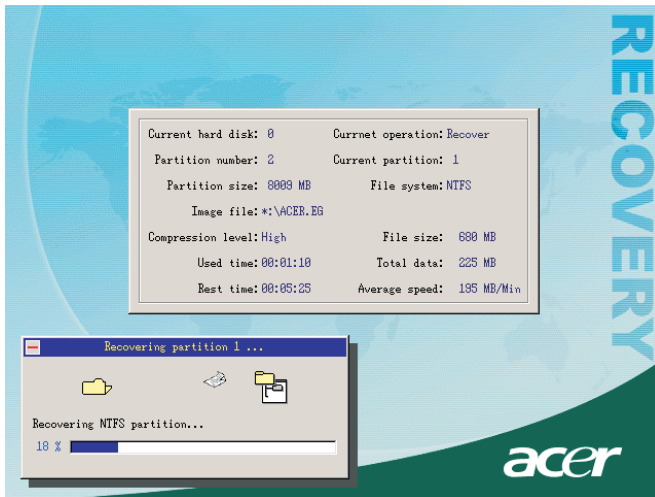 RECOVERY
Current hard disk: 0 Currnet operation: Recover
Partition number: 2 Current partition: 1
Partition size: 8009 MB File system: NTFS
Image file: *:\ACER.EG
Compression level: High File size: 680 MB
Used time: 00:01:10 Total data: 225 MB
Rest time: 00:05:25 Average speed: 195 MB/Min
Recovering partition 1 ...
Recovering NTFS partition...
18 %
acer